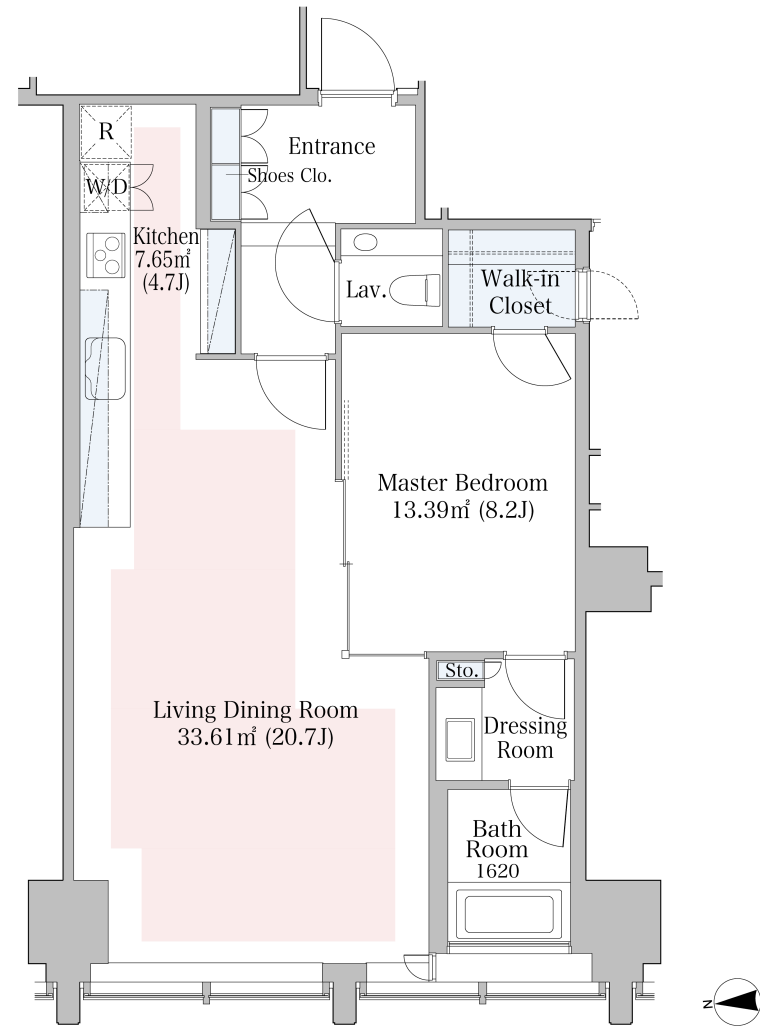 R
Entrance
W/D
Shoes Clo.
Kitchen
7.65㎡
(4.7J)
Lav.
Walk-in
Closet
Master Bedroom
13.39㎡ (8.2J)
Sto.
Living Dining Room
33.61㎡ (20.7J)
Dressing
Room
Bath
Room
1620
N